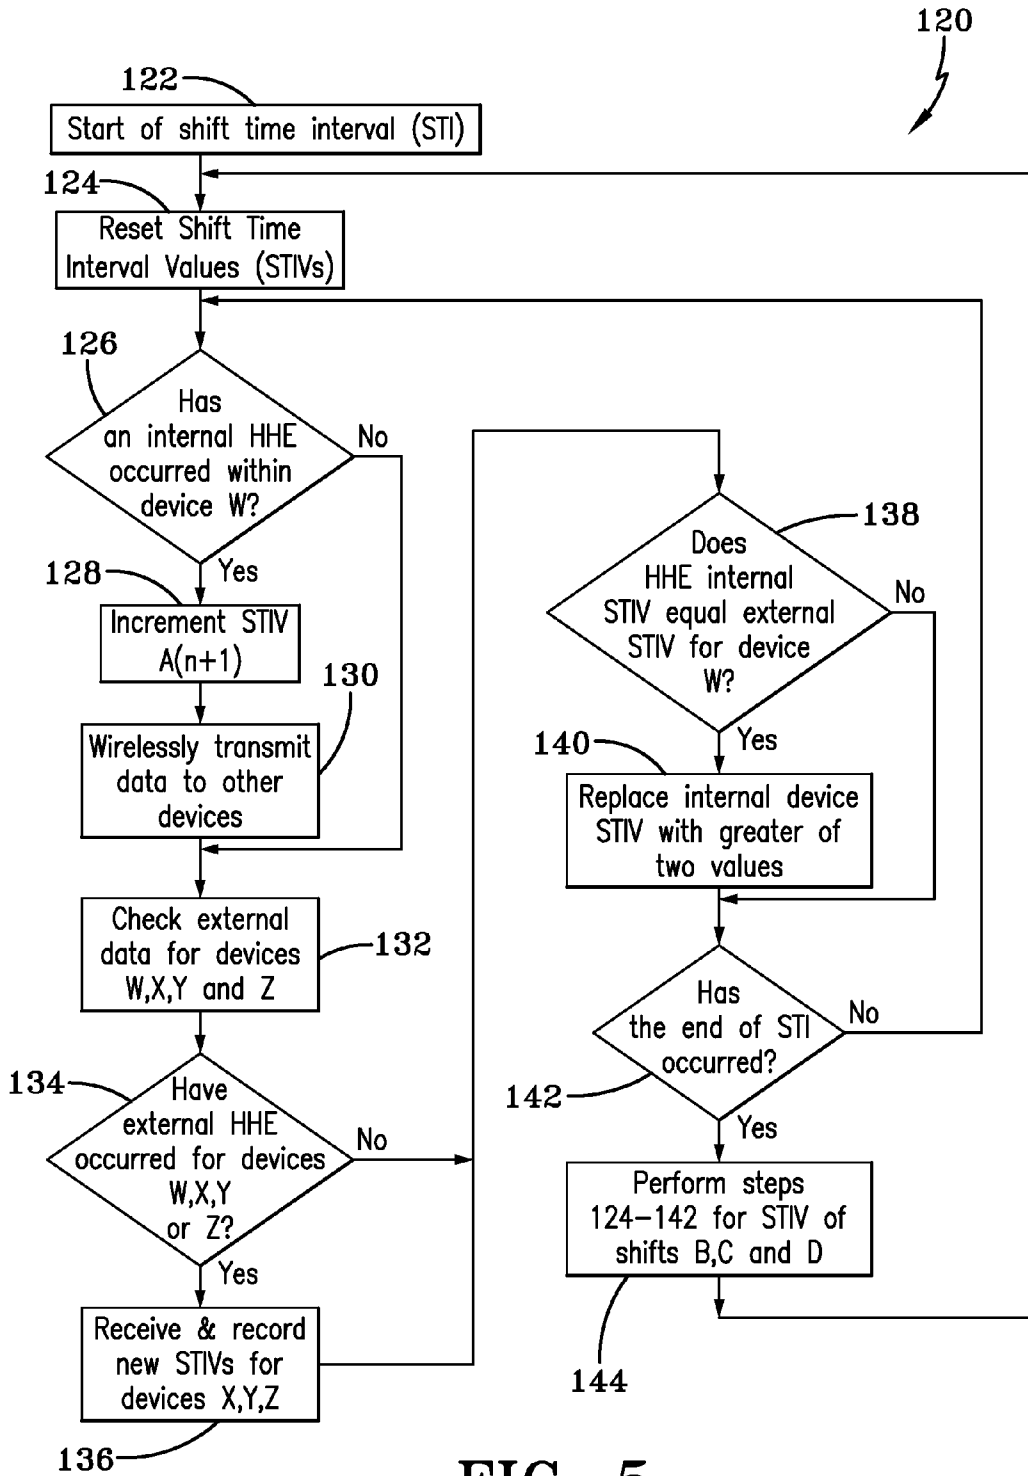 120
122
Start of shift time interval (STI)
124
Reset Shift Time
Interval Values (STIVs)
126
Has
an internal HHE
occurred within
device W?
No
Yes
128
Increment STIV
A(n+1)
130
Wirelessly transmit
data to other
devices
Check external
data for devices
W,X,Y and Z
132
134
Have
external HHE
occurred for devices
W,X,Y
or Z?
No
Yes
Receive & record
new STIVs for
devices X,Y,Z
136
138
Does
HHE internal
STIV equal external
STIV for device
W?
No
Yes
140
Replace internal device
STIV with greater of
two values
Has
the end of STI
occurred?
No
142
Yes
Perform steps
124–142 for STIV of
shifts B,C and D
144
FIG. 5